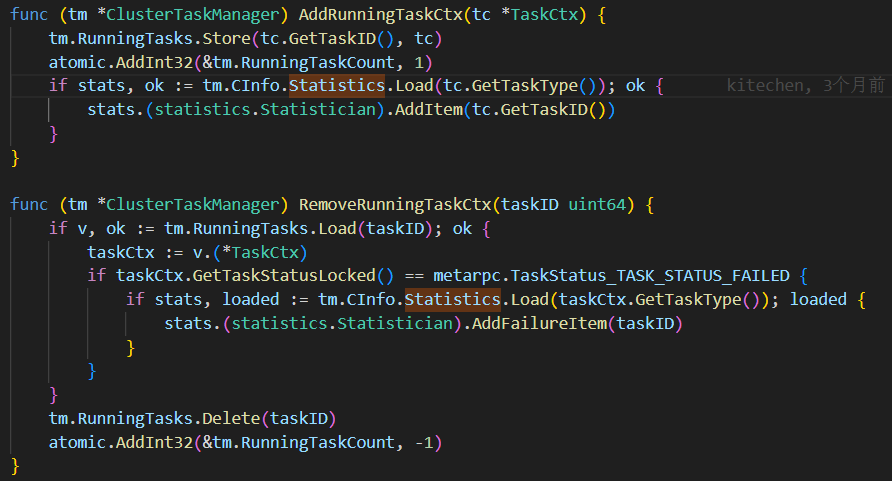 func (tm *ClusterTaskManager) AddRunningTaskCtx(tc *TaskCtx) {
    tm.RunningTasks.Store(tc.GetTaskID(), tc)
    atomic.AddInt32(&tm.RunningTaskCount, 1)
    if stats, ok := tm.CInfo.Statistics.Load(tc.GetTaskType()); ok {    kitechen, 3个月前
        stats.(statistics.Statistician).AddItem(tc.GetTaskID())
    }
}

func (tm *ClusterTaskManager) RemoveRunningTaskCtx(taskID uint64) {
    if v, ok := tm.RunningTasks.Load(taskID); ok {
        taskCtx := v.(*TaskCtx)
        if taskCtx.GetTaskStatusLocked() == metarpc.TaskStatus_TASK_STATUS_FAILED {
            if stats, loaded := tm.CInfo.Statistics.Load(taskCtx.GetTaskType()); loaded {
                stats.(statistics.Statistician).AddFailureItem(taskID)
            }
        }
    }
    tm.RunningTasks.Delete(taskID)
    atomic.AddInt32(&tm.RunningTaskCount, -1)
}